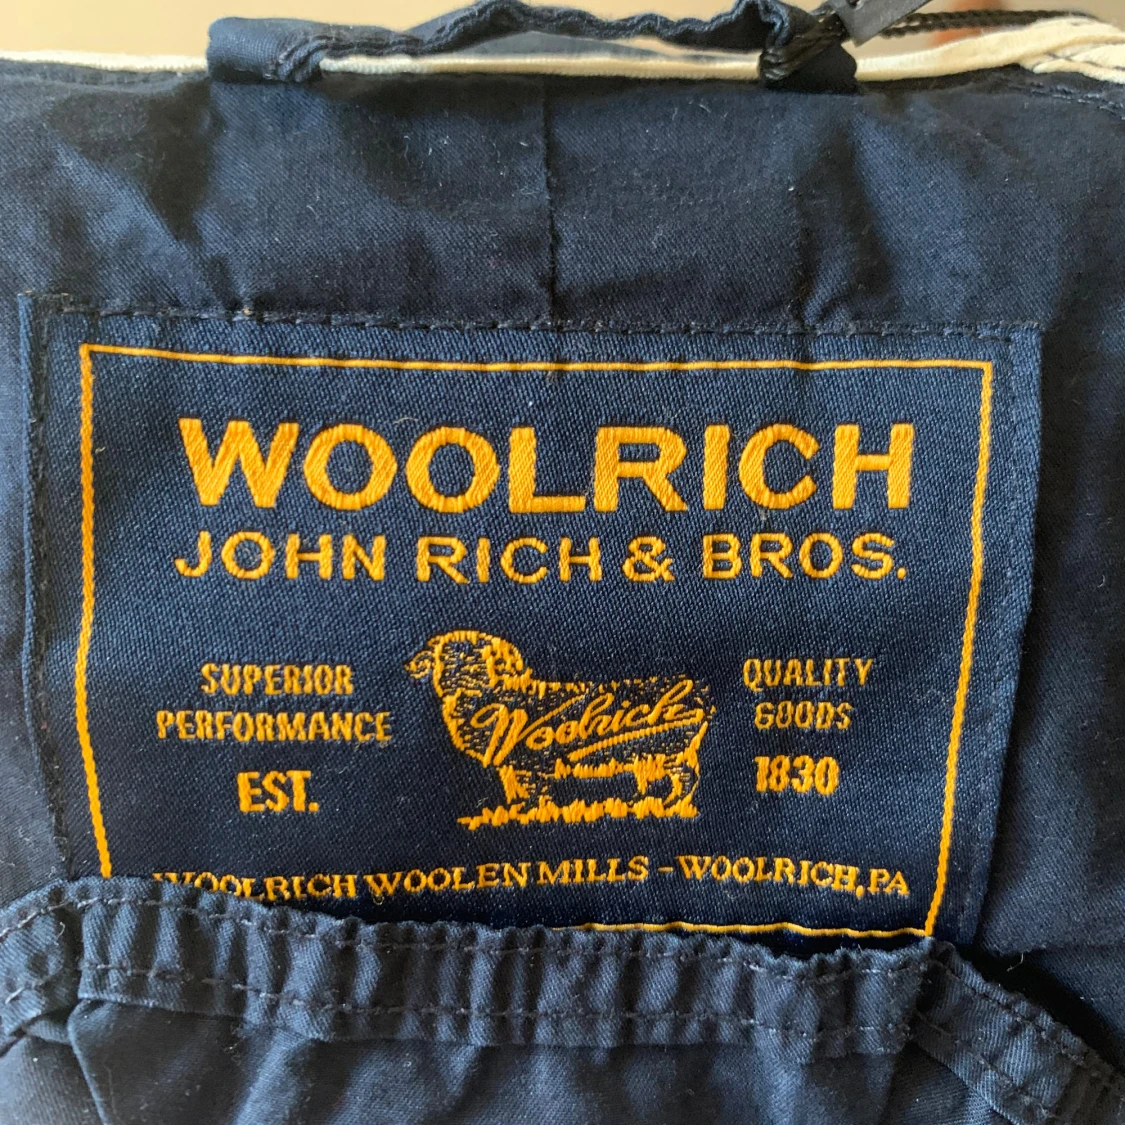 WOOLRICH
JOHN RICH & BROS.
SUPERIOR
PERFORMANCE
EST.
Woolrich
QUALITY
GOODS
1830
WOOLRICH WOOLEN MILLS - WOOLRICH, PA